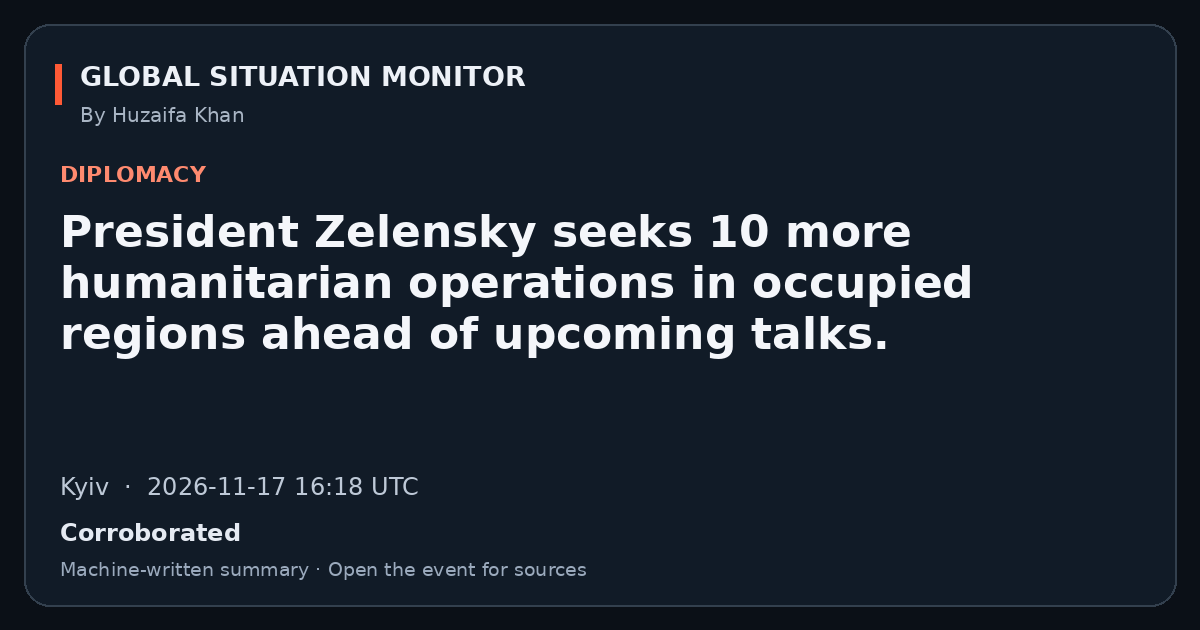 GLOBAL SITUATION MONITOR
By Huzaifa Khan
DIPLOMACY
President Zelensky seeks 10 more
humanitarian operations in occupied
regions ahead of upcoming talks.
Kyiv · 2026-11-17 16:18 UTC
Corroborated
Machine-written summary · Open the event for sources